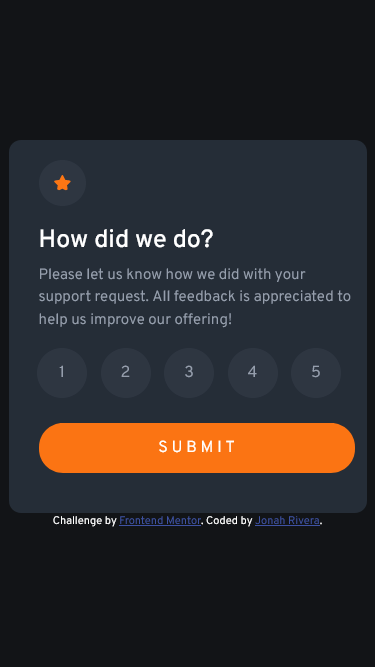 How did we do?
Please let us know how we did with your
support request. All feedback is appreciated to
help us improve our offering!
1 2 3 4 5
SUBMIT
Challenge by Frontend Mentor. Coded by Jonah Rivera.